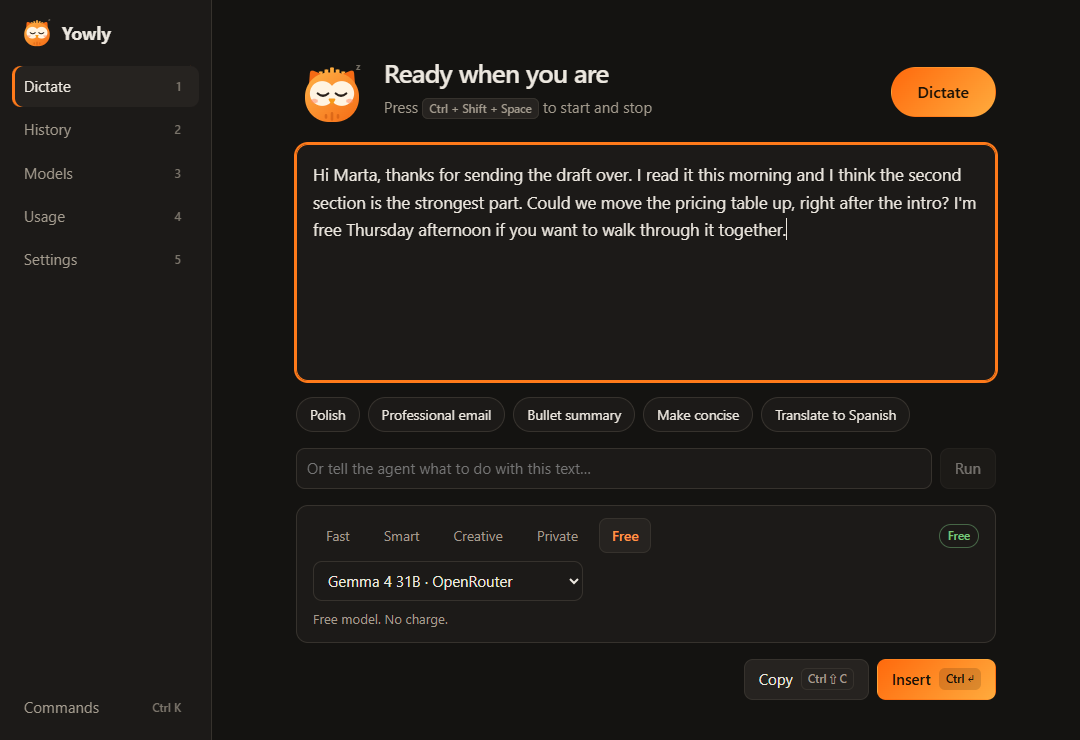 Yowly
Dictate 1
History 2
Models 3
Usage 4
Settings 5
Commands Ctrl K
z
Ready when you are
Press Ctrl + Shift + Space to start and stop
Dictate
Hi Marta, thanks for sending the draft over. I read it this morning and I think the second
section is the strongest part. Could we move the pricing table up, right after the intro? I'm
free Thursday afternoon if you want to walk through it together.
Polish Professional email Bullet summary Make concise Translate to Spanish
Or tell the agent what to do with this text... Run
Fast Smart Creative Private Free Free
Gemma 4 31B · OpenRouter
Free model. No charge.
Copy Ctrl ⇧ C Insert Ctrl ↵